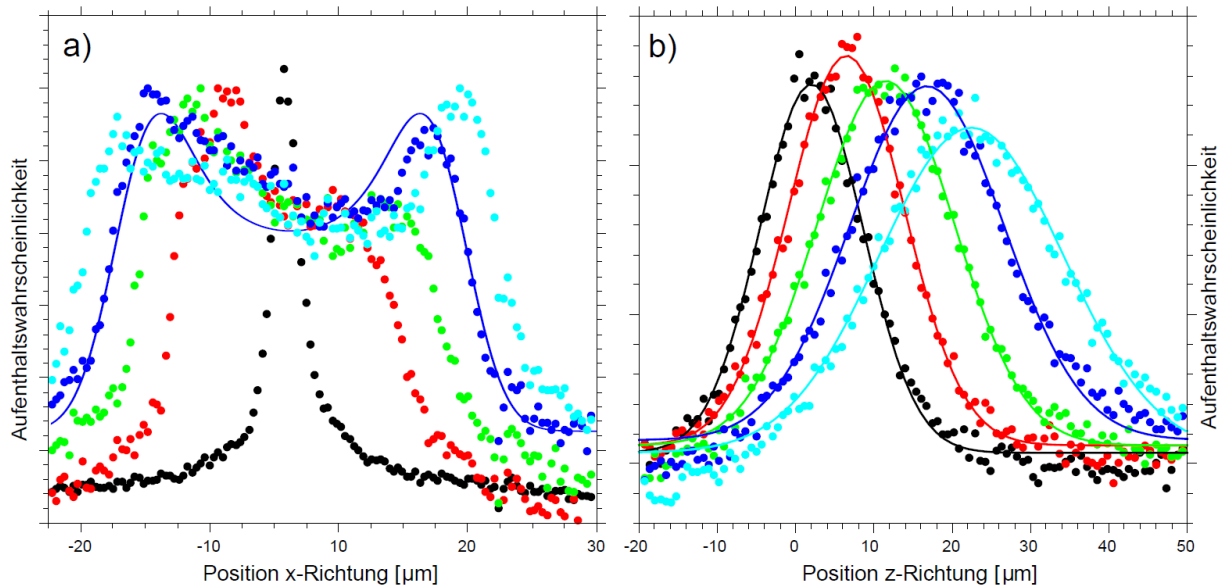 a)
b)
Aufenthaltswahrscheinlichkeit
Aufenthaltswahrscheinlichkeit
-20 -10 10 20 30
-20 -10 0 10 20 30 40 50
Position x-Richtung [µm]
Position z-Richtung [µm]